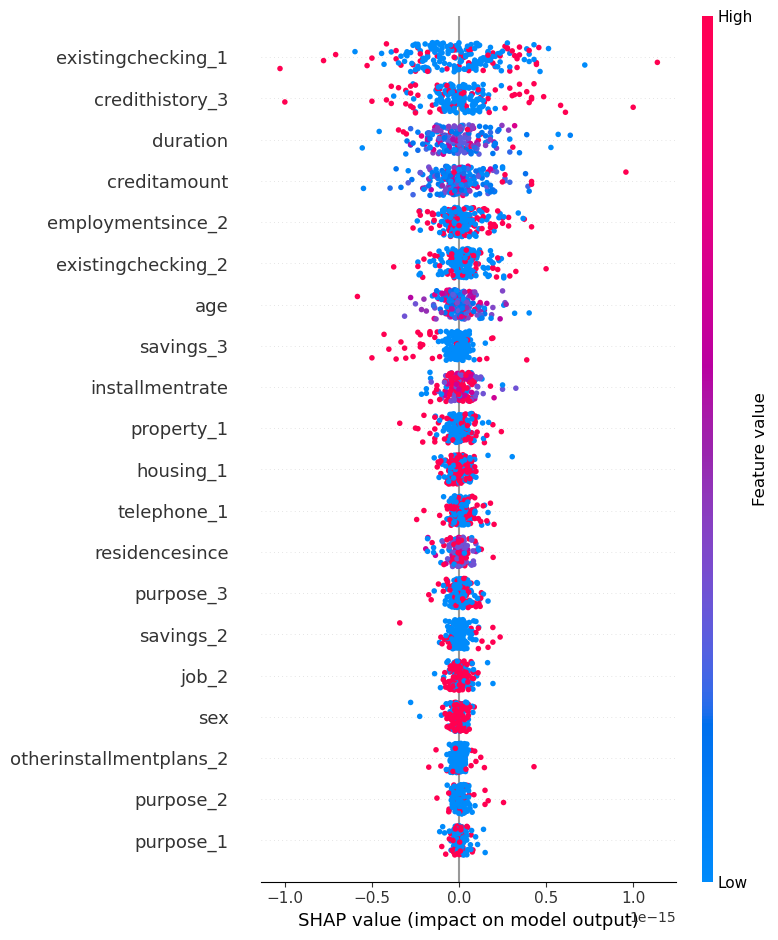 High
existingchecking_1
credithistory_3
duration
creditamount
employmentsince_2
existingchecking_2
age
savings_3
installmentrate
property_1
housing_1
telephone_1
residencesince
purpose_3
savings_2
job_2
sex
otherinstallmentplans_2
purpose_2
purpose_1
Feature value
Low
−1.0 −0.5 0.0 0.5 1.0
SHAP value (impact on model output)
1e−15